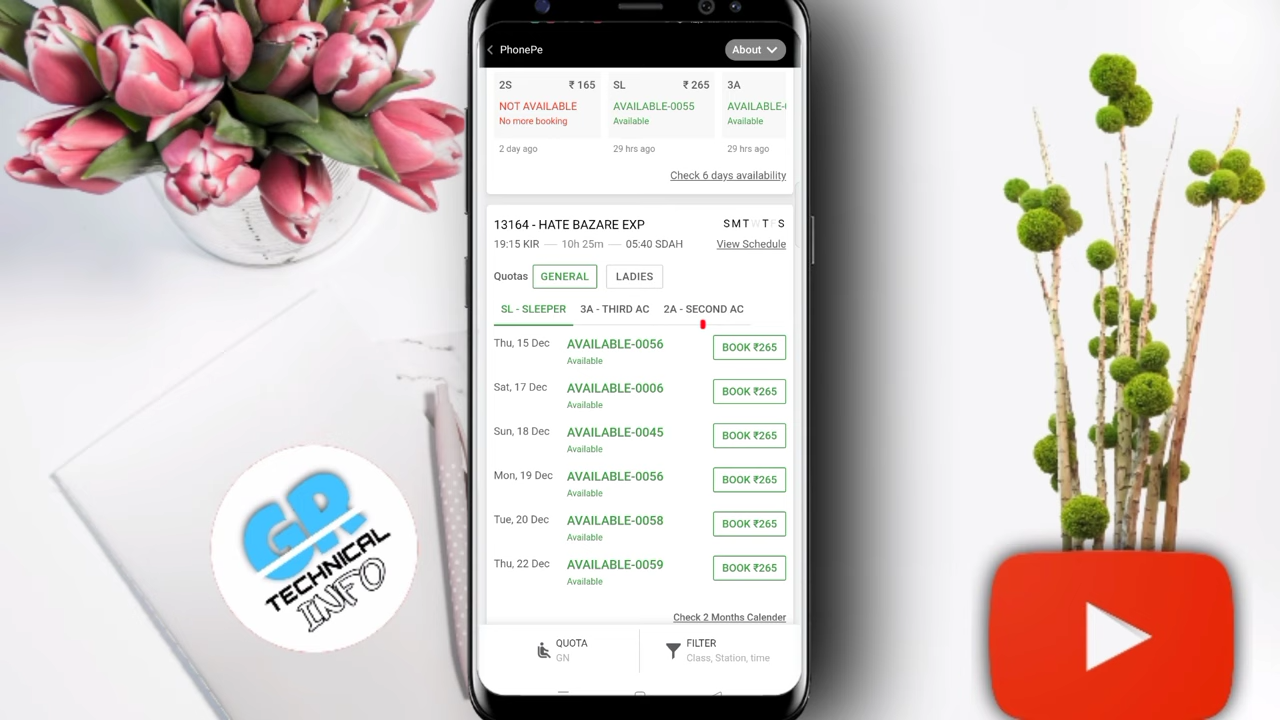 PhonePe
About
2S ₹ 165
NOT AVAILABLE
No more booking
2 day ago
SL ₹ 265
AVAILABLE-0055
Available
29 hrs ago
3A
AVAILABLE-
Available
29 hrs ago
Check 6 days availability
13164 - HATE BAZARE EXP
S M T W T F S
19:15 KIR — 10h 25m — 05:40 SDAH
View Schedule
Quotas GENERAL LADIES
SL - SLEEPER 3A - THIRD AC 2A - SECOND AC
Thu, 15 Dec AVAILABLE-0056 BOOK ₹265
Available
Sat, 17 Dec AVAILABLE-0006 BOOK ₹265
Available
Sun, 18 Dec AVAILABLE-0045 BOOK ₹265
Available
Mon, 19 Dec AVAILABLE-0056 BOOK ₹265
Available
Tue, 20 Dec AVAILABLE-0058 BOOK ₹265
Available
Thu, 22 Dec AVAILABLE-0059 BOOK ₹265
Available
Check 2 Months Calender
QUOTA
GN
FILTER
Class, Station, time
GR
TECHNICAL
INFO